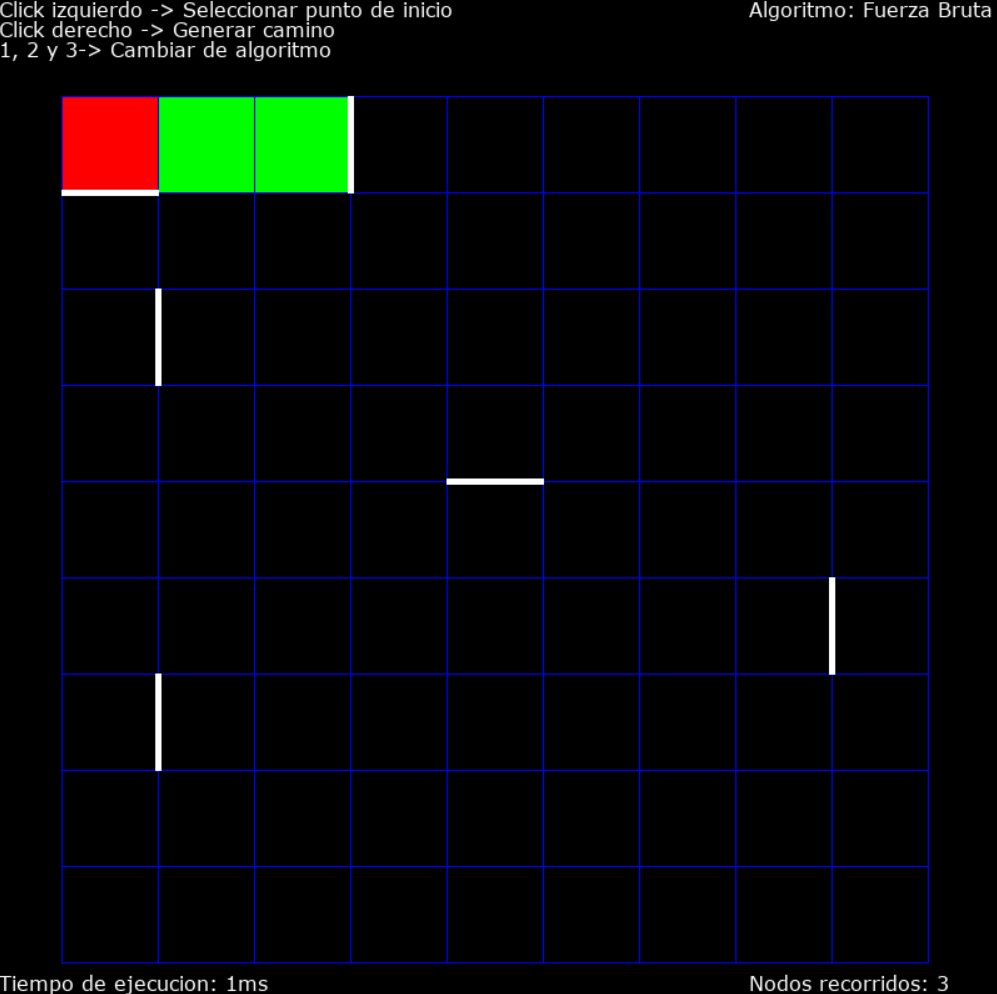 Click izquierdo -> Seleccionar punto de inicio
Algoritmo: Fuerza Bruta
Click derecho -> Generar camino
1, 2 y 3-> Cambiar de algoritmo
Tiempo de ejecucion: 1ms
Nodos recorridos: 3